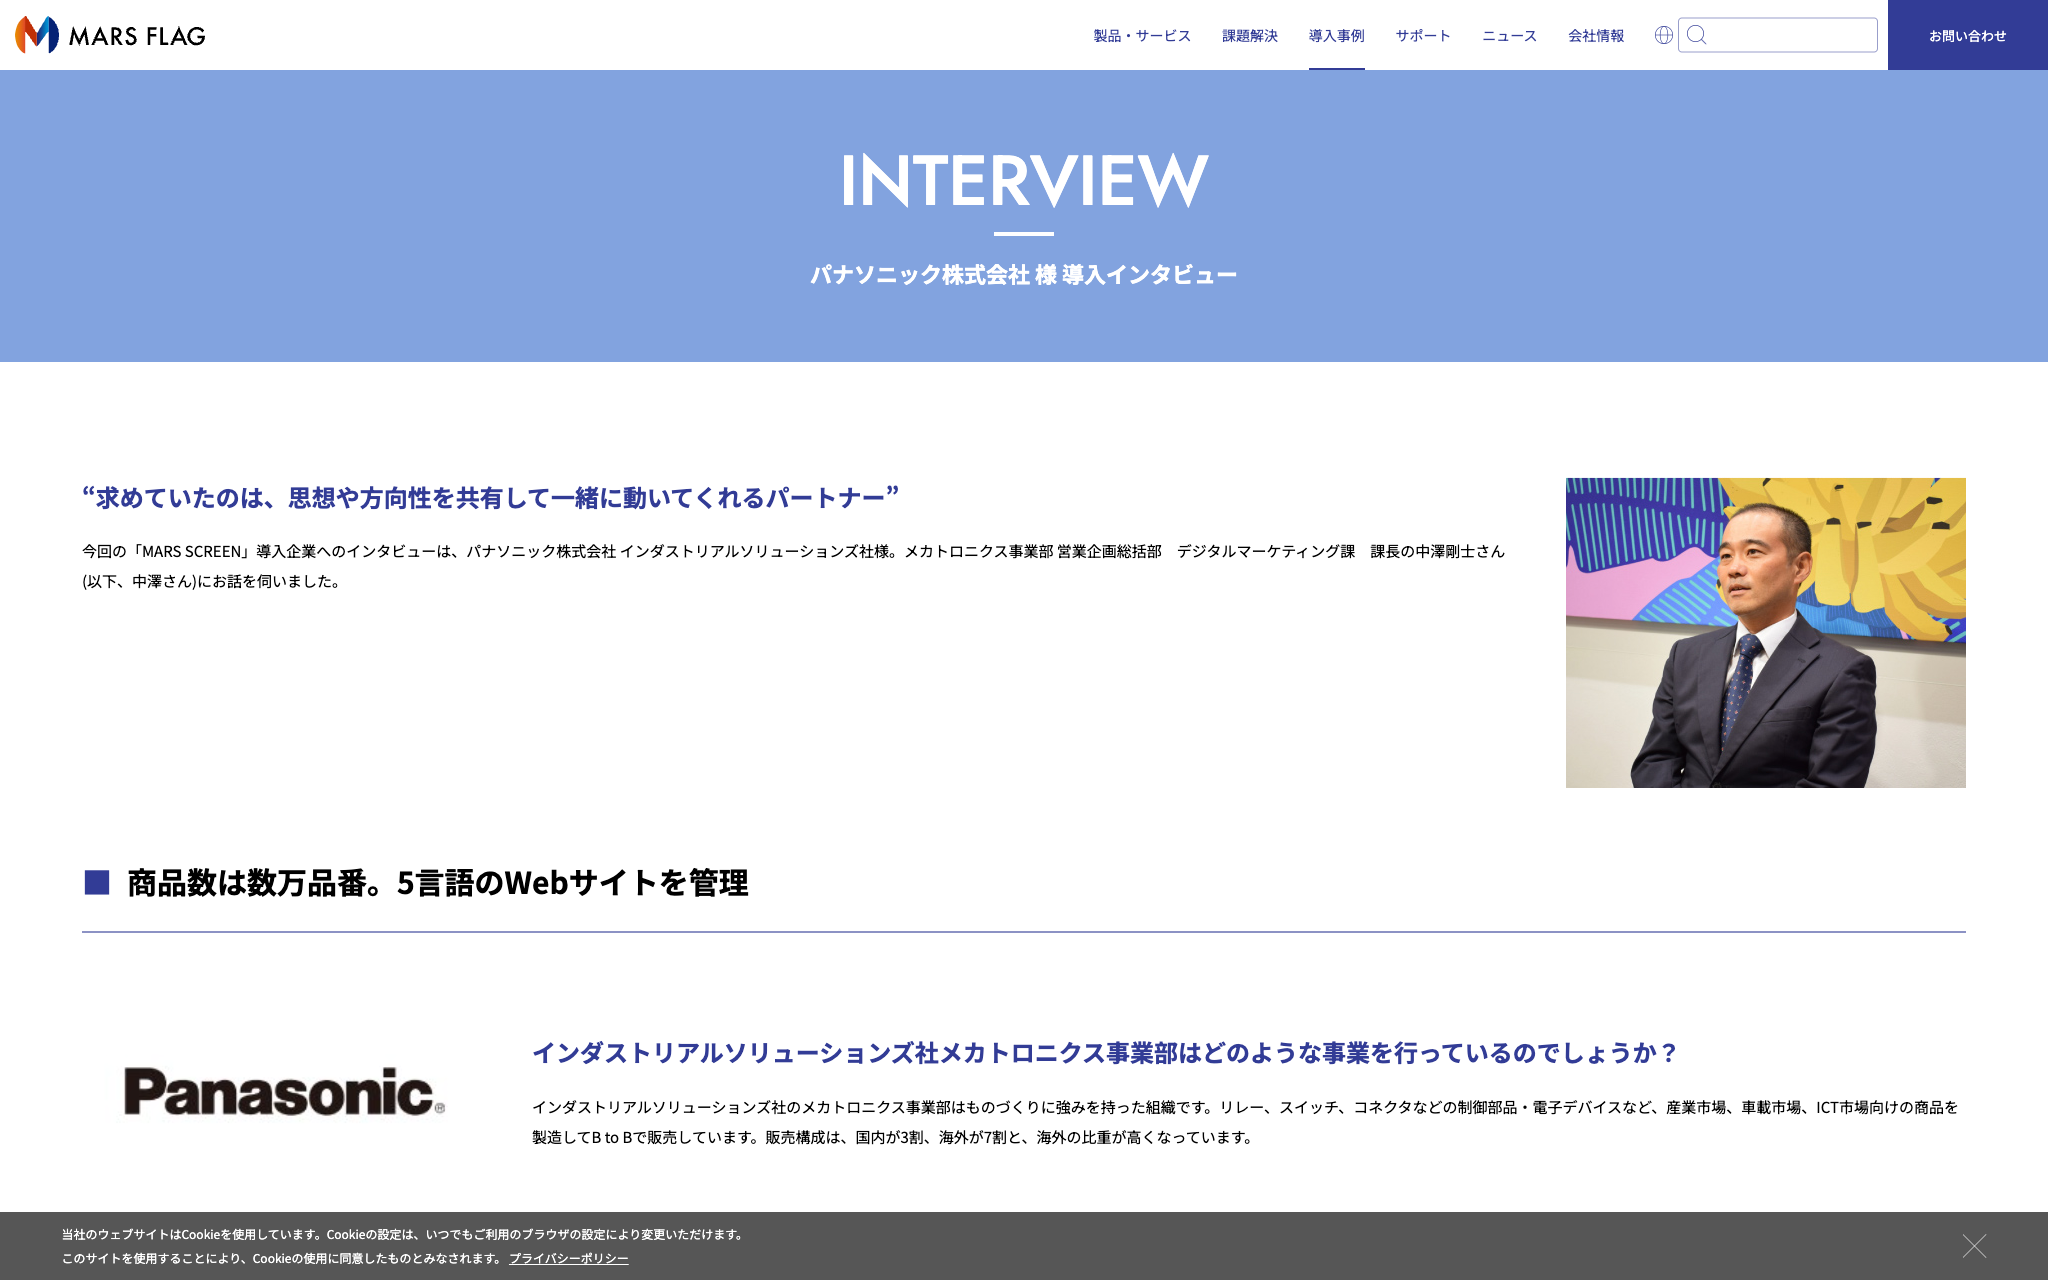 MARS FLAG
製品・サービス
課題解決
導入事例
サポート
ニュース
会社情報
お問い合わせ
INTERVIEW
パナソニック株式会社 様 導入インタビュー
“求めていたのは、思想や方向性を共有して一緒に動いてくれるパートナー”
今回の「MARS SCREEN」導入企業へのインタビューは、パナソニック株式会社 インダストリアルソリューションズ社様。メカトロニクス事業部 営業企画総括部　デジタルマーケティング課　課長の中澤剛士さん
(以下、中澤さん)にお話を伺いました。
■ 商品数は数万品番。5言語のWebサイトを管理
Panasonic®
インダストリアルソリューションズ社メカトロニクス事業部はどのような事業を行っているのでしょうか？
インダストリアルソリューションズ社のメカトロニクス事業部はものづくりに強みを持った組織です。リレー、スイッチ、コネクタなどの制御部品・電子デバイスなど、産業市場、車載市場、ICT市場向けの商品を
製造してB to Bで販売しています。販売構成は、国内が3割、海外が7割と、海外の比重が高くなっています。
当社のウェブサイトはCookieを使用しています。Cookieの設定は、いつでもご利用のブラウザの設定により変更いただけます。
このサイトを使用することにより、Cookieの使用に同意したものとみなされます。 プライバシーポリシー